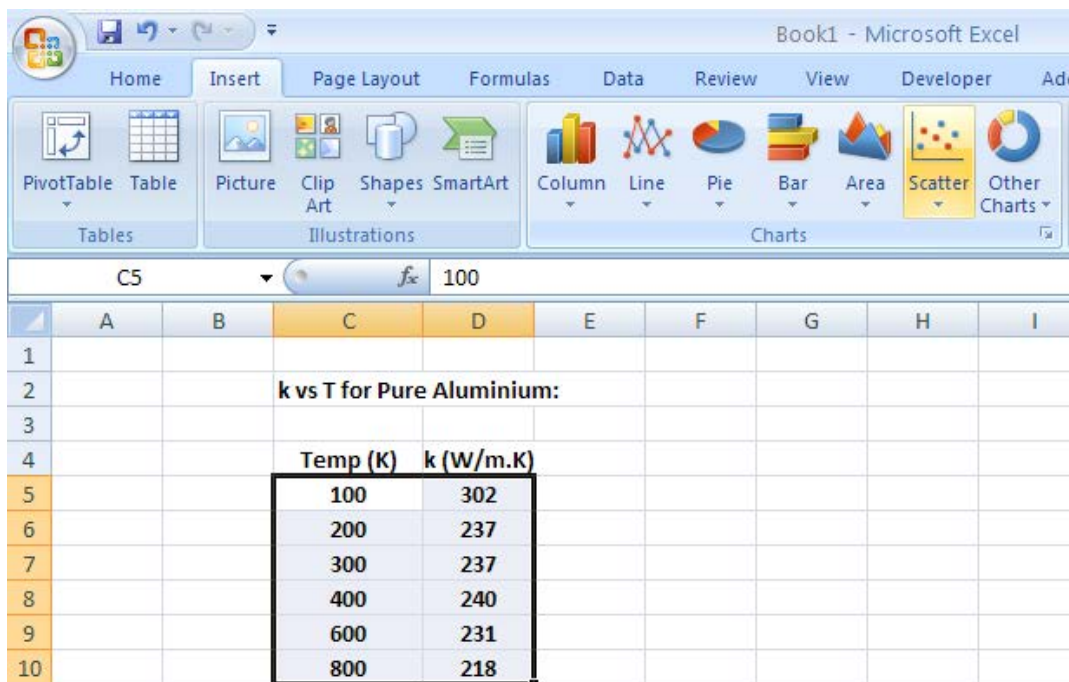 Book1 - Microsoft Excel
Home Insert Page Layout Formulas Data Review View Developer Ad
PivotTable Table Picture Clip Art Shapes SmartArt Column Line Pie Bar Area Scatter Other Charts
Tables Illustrations Charts
C5 fx 100
A B C D E F G H I
1
2 k vs T for Pure Aluminium:
3
4 Temp (K) k (W/m.K)
5 100 302
6 200 237
7 300 237
8 400 240
9 600 231
10 800 218